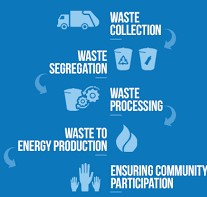 WASTE
COLLECTION
WASTE
SEGREGATION
WASTE
PROCESSING
WASTE TO
ENERGY PRODUCTION
ENSURING COMMUNITY
PARTICIPATION